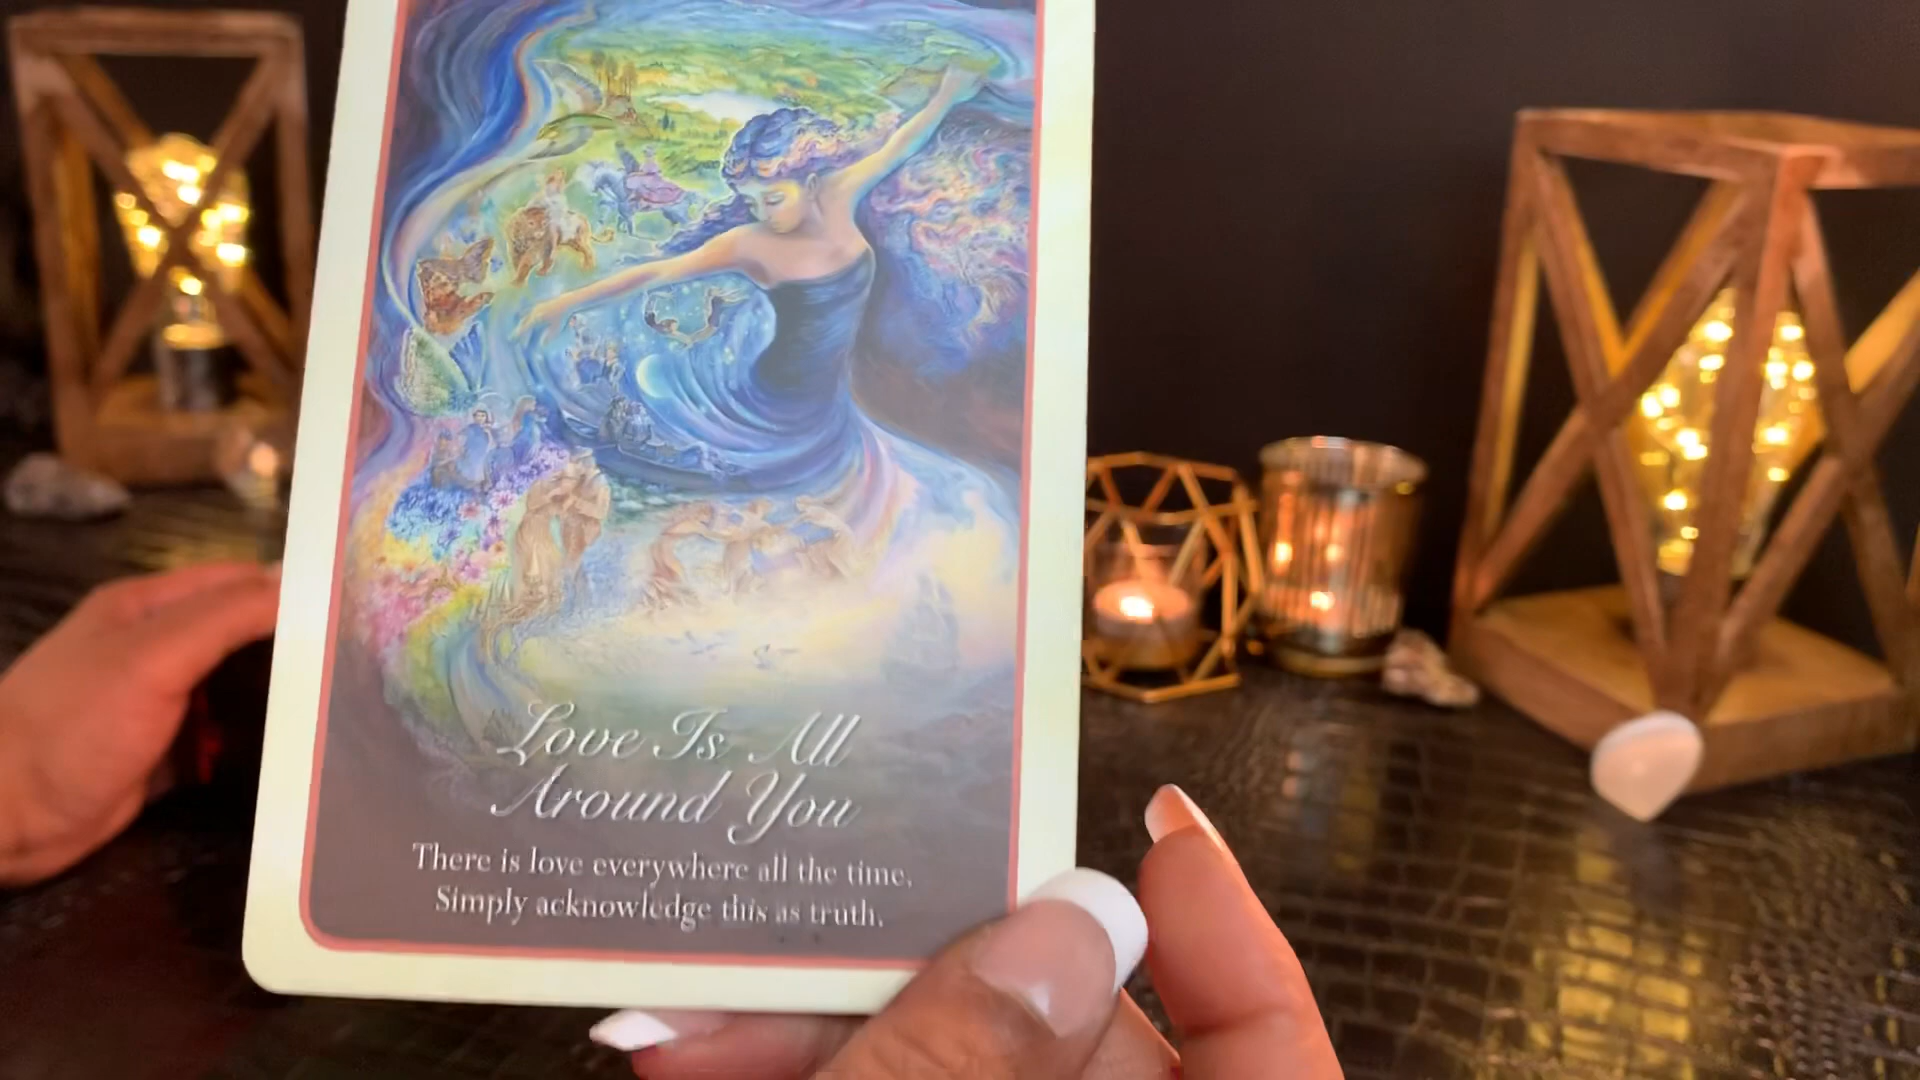 Love Is All
Around You
There is love everywhere all the time.
Simply acknowledge this as truth.